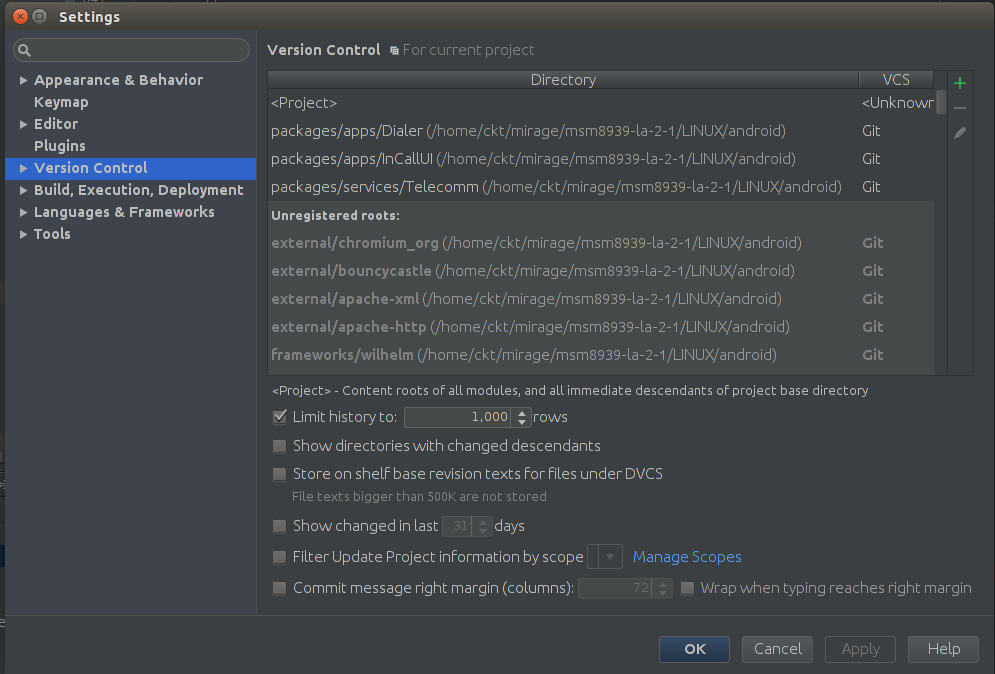 Settings
Appearance & Behavior
Keymap
Editor
Plugins
Version Control
Build, Execution, Deployment
Languages & Frameworks
Tools
Version Control For current project
Directory VCS
<Project> <Unknown
packages/apps/Dialer (/home/ckt/mirage/msm8939-la-2-1/LINUX/android) Git
packages/apps/InCallUI (/home/ckt/mirage/msm8939-la-2-1/LINUX/android) Git
packages/services/Telecomm (/home/ckt/mirage/msm8939-la-2-1/LINUX/android) Git
Unregistered roots:
external/chromium_org (/home/ckt/mirage/msm8939-la-2-1/LINUX/android) Git
external/bouncycastle (/home/ckt/mirage/msm8939-la-2-1/LINUX/android) Git
external/apache-xml (/home/ckt/mirage/msm8939-la-2-1/LINUX/android) Git
external/apache-http (/home/ckt/mirage/msm8939-la-2-1/LINUX/android) Git
frameworks/wilhelm (/home/ckt/mirage/msm8939-la-2-1/LINUX/android) Git
<Project> - Content roots of all modules, and all immediate descendants of project base directory
Limit history to: 1,000 rows
Show directories with changed descendants
Store on shelf base revision texts for files under DVCS
File texts bigger than 500K are not stored
Show changed in last 31 days
Filter Update Project information by scope Manage Scopes
Commit message right margin (columns): 72 Wrap when typing reaches right margin
OK Cancel Apply Help